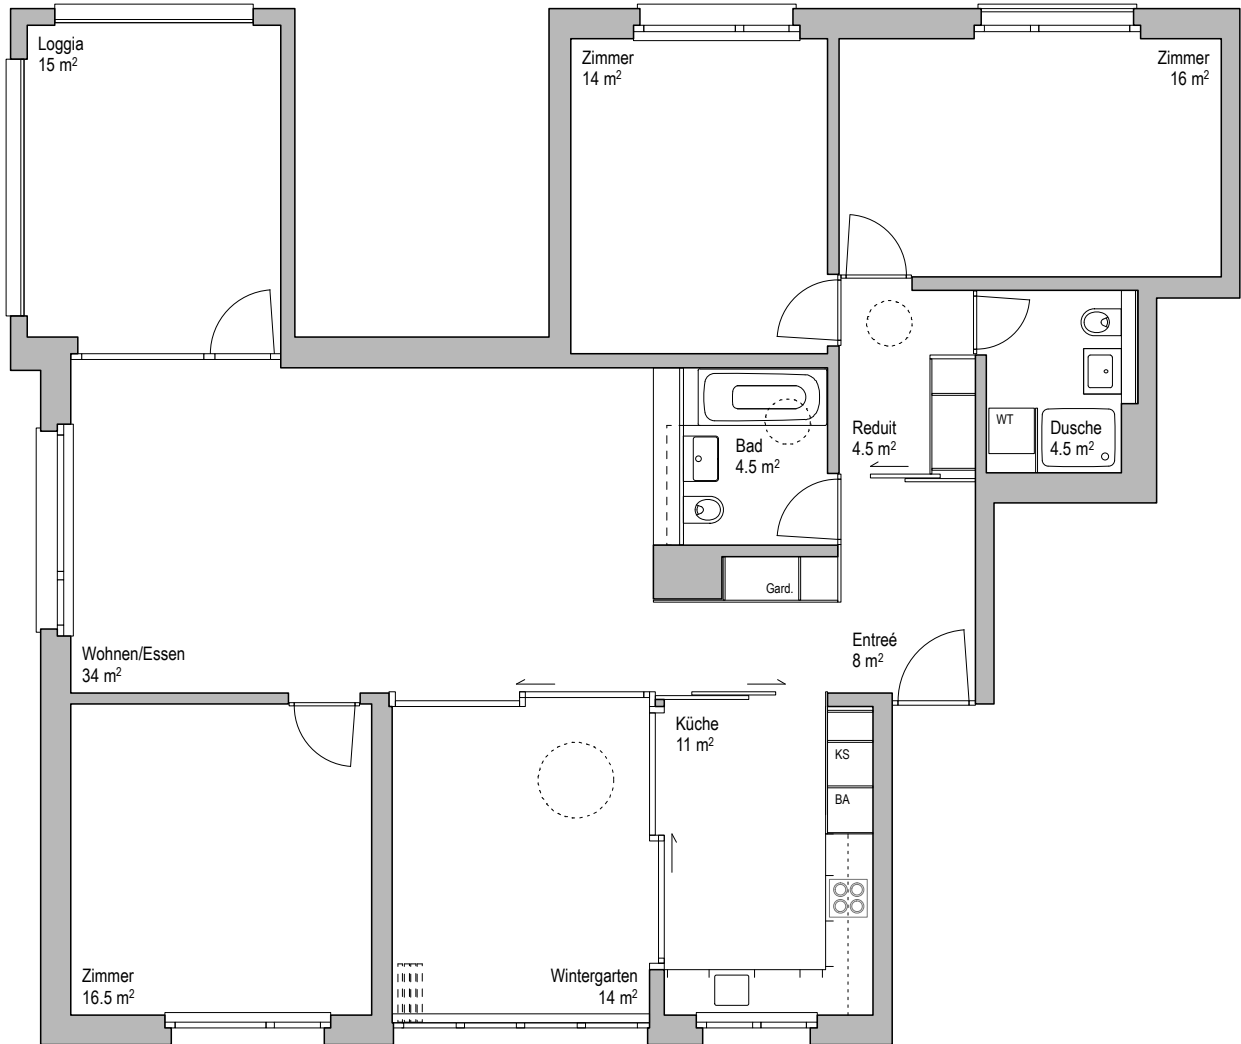 Loggia
15 m²
Zimmer
14 m²
Zimmer
16 m²
Bad
4.5 m²
Reduit
4.5 m²
WT
Dusche
4.5 m²
Gard.
Entreé
8 m²
Wohnen/Essen
34 m²
Küche
11 m²
KS
BA
Zimmer
16.5 m²
Wintergarten
14 m²